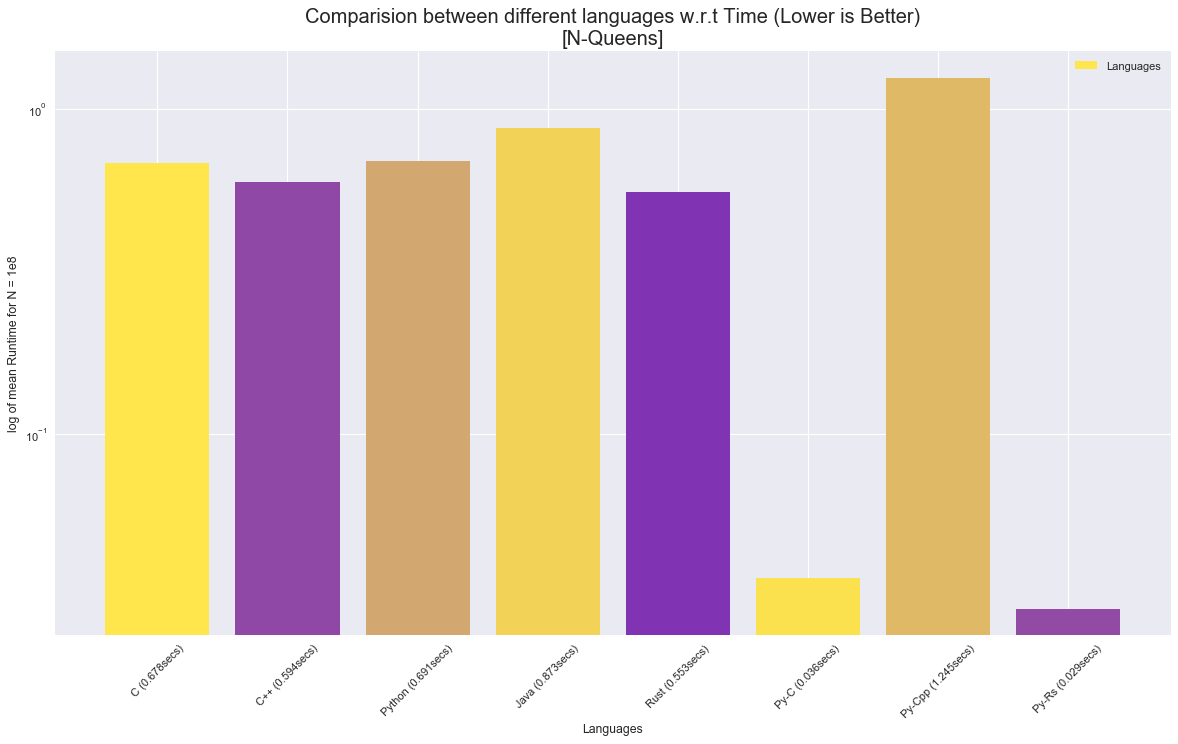 Comparision between different languages w.r.t Time (Lower is Better)
[N-Queens]
Languages
10⁰
10⁻¹
log of mean Runtime for N = 1e8
C (0.678secs)
C++ (0.594secs)
Python (0.691secs)
Java (0.873secs)
Rust (0.553secs)
Py-C (0.036secs)
Py-Cpp (1.245secs)
Py-Rs (0.029secs)
Languages